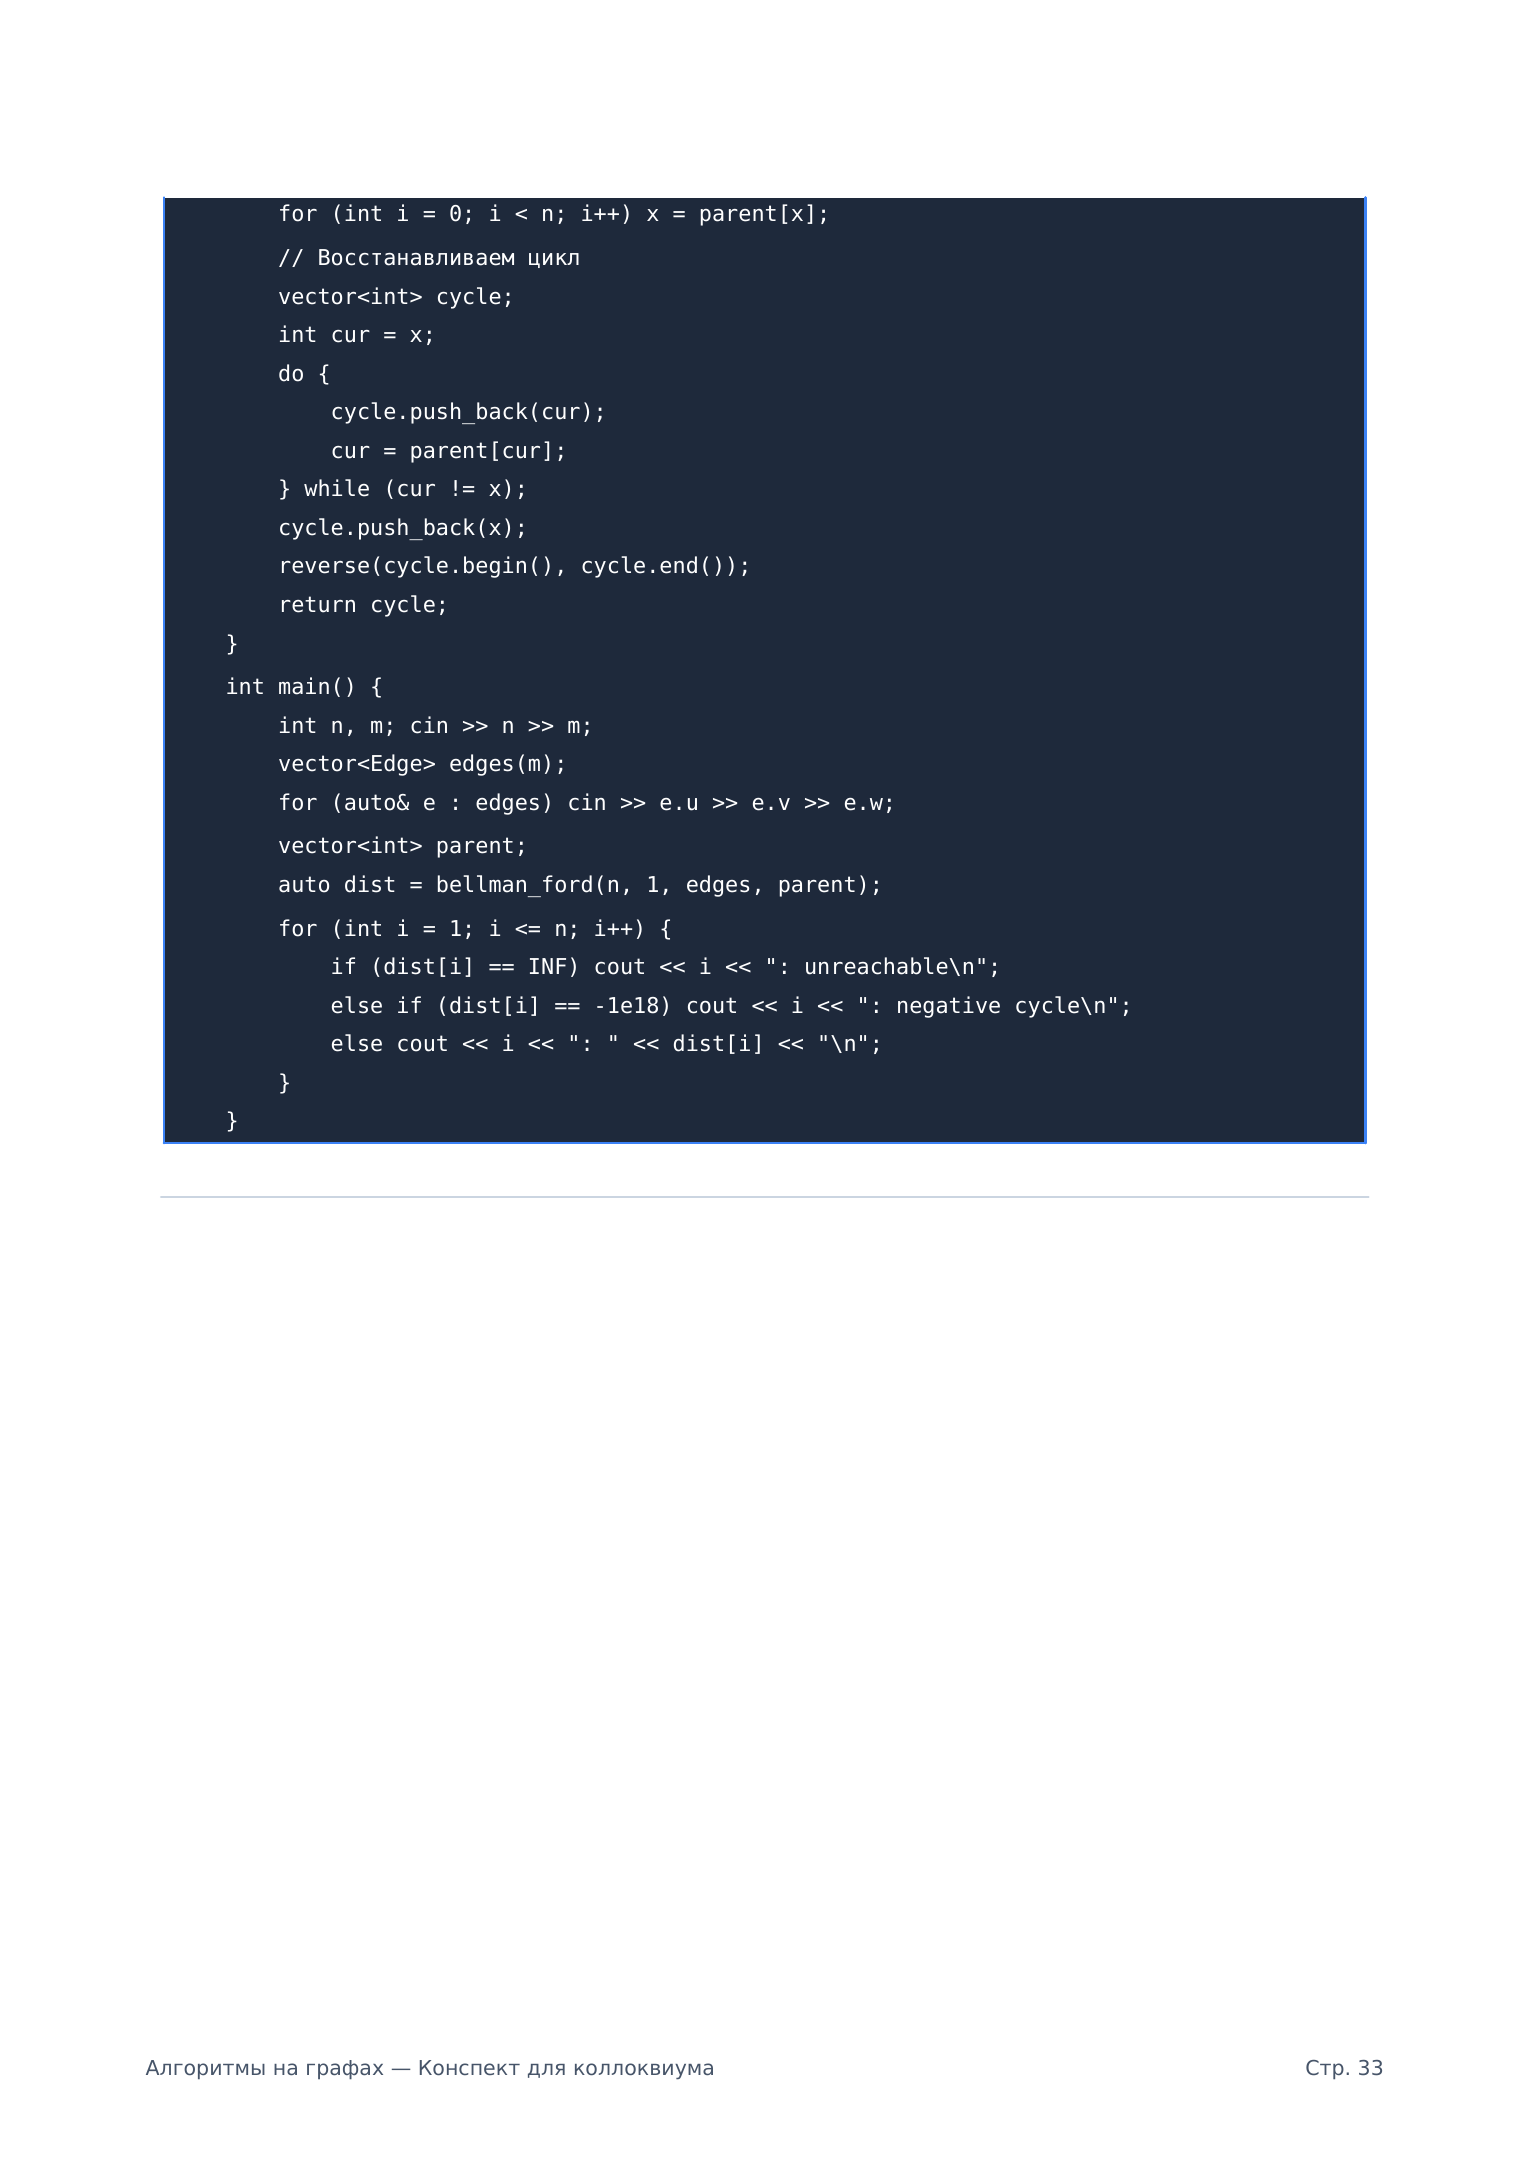 for (int i = 0; i < n; i++) x = parent[x];
// Восстанавливаем цикл
vector<int> cycle;
int cur = x;
do {
cycle.push_back(cur);
cur = parent[cur];
} while (cur != x);
cycle.push_back(x);
reverse(cycle.begin(), cycle.end());
return cycle;
}
int main() {
int n, m; cin >> n >> m;
vector<Edge> edges(m);
for (auto& e : edges) cin >> e.u >> e.v >> e.w;
vector<int> parent;
auto dist = bellman_ford(n, 1, edges, parent);
for (int i = 1; i <= n; i++) {
if (dist[i] == INF) cout << i << ": unreachable\n";
else if (dist[i] == -1e18) cout << i << ": negative cycle\n";
else cout << i << ": " << dist[i] << "\n";
}
}
Алгоритмы на графах — Конспект для коллоквиума
Стр. 33